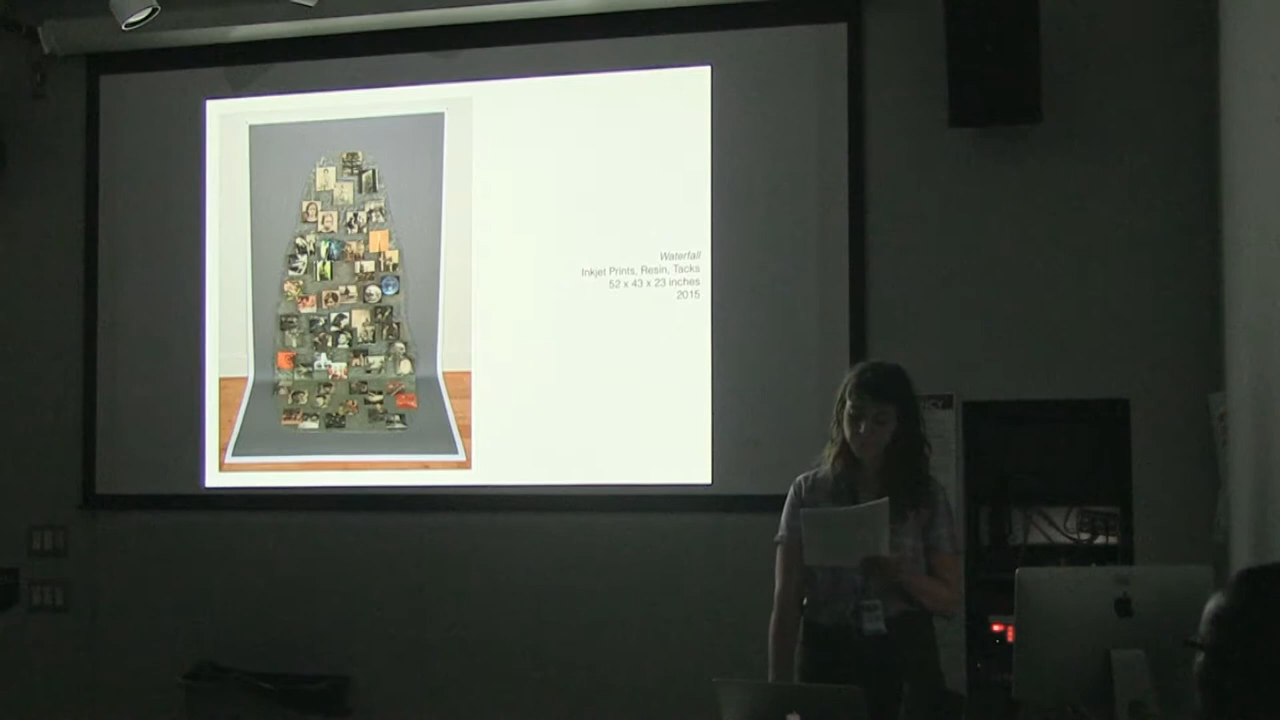 Waterfall
Inkjet Prints, Resin, Tacks
52 x 43 x 23 inches
2015